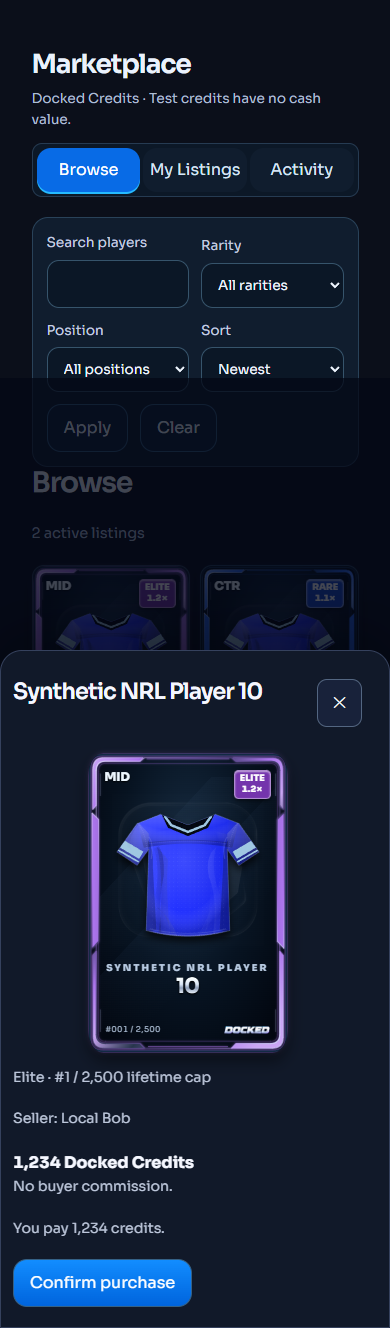 Marketplace
Docked Credits · Test credits have no cash
value.
Browse
My Listings
Activity
Search players
Rarity
All rarities
Position
Sort
All positions
Newest
Apply
Clear
Browse
2 active listings
MID
ELITE
1.2×
CTR
RARE
1.1×
Synthetic NRL Player 10
×
MID
ELITE
1.2×
SYNTHETIC NRL PLAYER
10
#001 / 2,500
DOCKED
Elite · #1 / 2,500 lifetime cap
Seller: Local Bob
1,234 Docked Credits
No buyer commission.
You pay 1,234 credits.
Confirm purchase